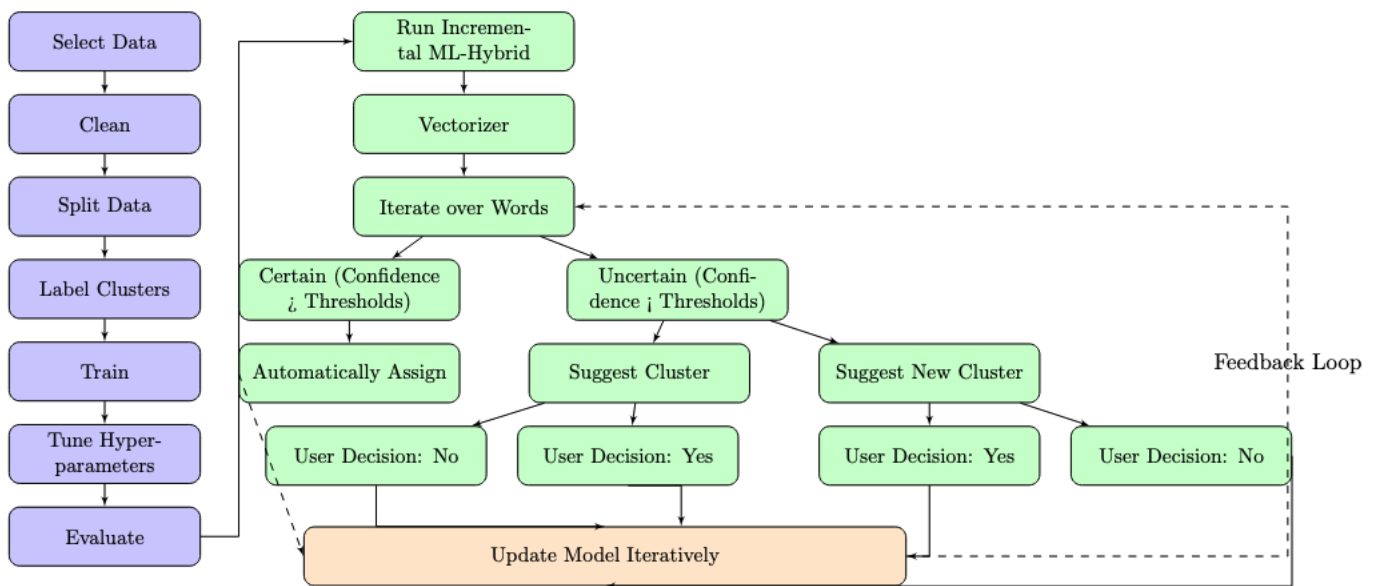 Select Data
Clean
Split Data
Label Clusters
Train
Tune Hyper-
parameters
Evaluate
Run Incremen-
tal ML-Hybrid
Vectorizer
Iterate over Words
Certain (Confidence
¿ Thresholds)
Uncertain (Confi-
dence ¡ Thresholds)
Automatically Assign
Suggest Cluster
Suggest New Cluster
Feedback Loop
User Decision: No
User Decision: Yes
User Decision: Yes
User Decision: No
Update Model Iteratively